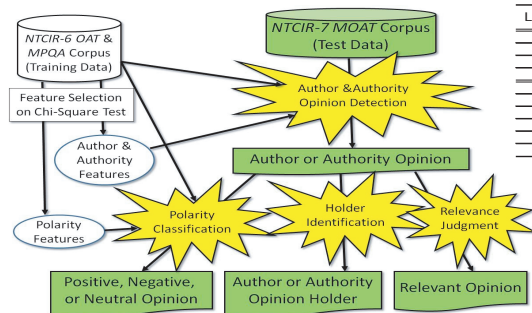 NTCIR-6 OAT &
MPQA Corpus
(Training Data)
NTCIR-7 MOAT Corpus
(Test Data)
L
Feature Selection
on Chi-Square Test
Author &Authority
Opinion Detection
Author &
Authority
Features
Author or Authority Opinion
Polarity
Features
Polarity
Classification
Holder
Identification
Relevance
Judgment
Positive, Negative,
or Neutral Opinion
Author or Authority
Opinion Holder
Relevant Opinion